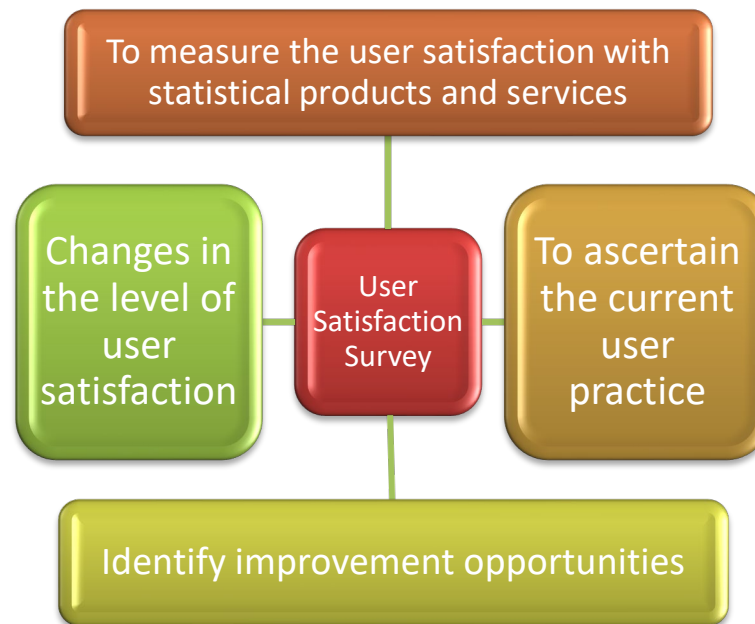 To measure the user satisfaction with
statistical products and services
Changes in
the level of
user
satisfaction
User
Satisfaction
Survey
To ascertain
the current
user
practice
Identify improvement opportunities